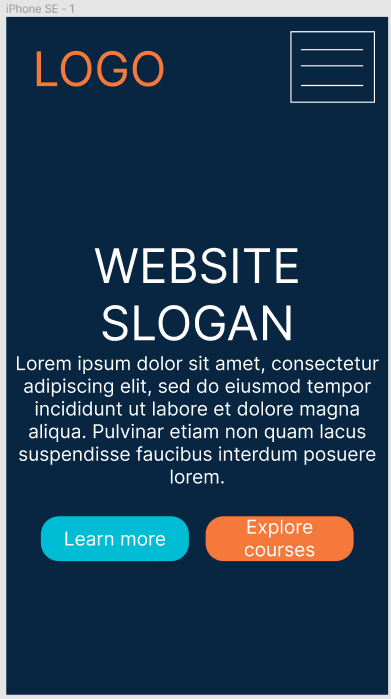 iPhone SE - 1
LOGO
WEBSITE
SLOGAN
Lorem ipsum dolor sit amet, consectetur
adipiscing elit, sed do eiusmod tempor
incididunt ut labore et dolore magna
aliqua. Pulvinar etiam non quam lacus
suspendisse faucibus interdum posuere
lorem.
Learn more
Explore
courses